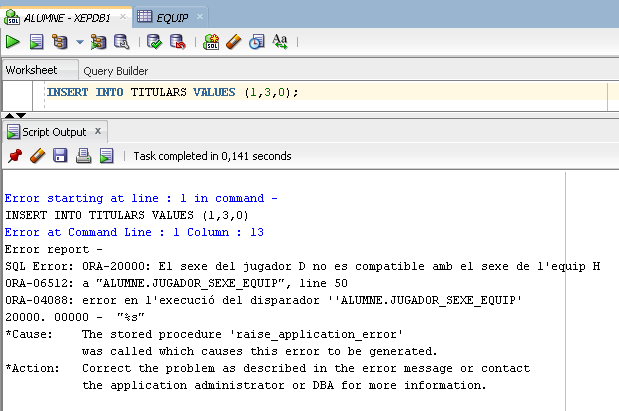 ALUMNE - XEPDB1 × EQUIP ×
SQL
SQL Aa
Worksheet Query Builder
INSERT INTO TITULARS VALUES (1,3,0);
Script Output ×
Task completed in 0,141 seconds
Error starting at line : 1 in command -
INSERT INTO TITULARS VALUES (1,3,0)
Error at Command Line : 1 Column : 13
Error report -
SQL Error: ORA-20000: El sexe del jugador D no es compatible amb el sexe de l'equip H
ORA-06512: a "ALUMNE.JUGADOR_SEXE_EQUIP", line 50
ORA-04088: error en l'execució del disparador ''ALUMNE.JUGADOR_SEXE_EQUIP'
20000. 00000 - "%s"
*Cause: The stored procedure 'raise_application_error'
was called which causes this error to be generated.
*Action: Correct the problem as described in the error message or contact
the application administrator or DBA for more information.